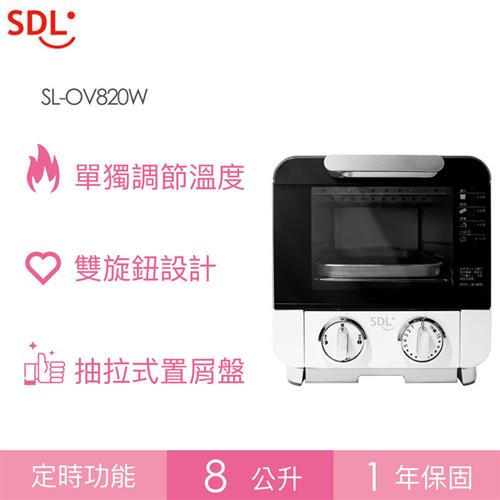 SDL
SL-OV820W
單獨調節溫度
雙旋鈕設計
抽拉式置屑盤
SDL
定時功能
8 公升
1 年保固